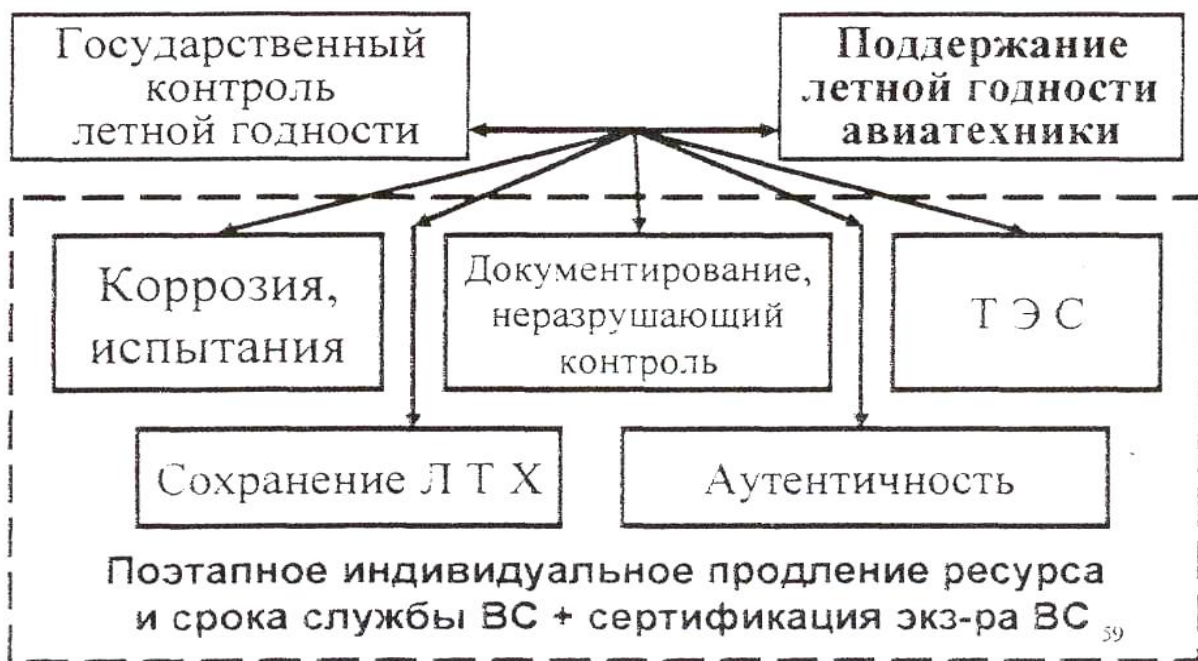 Государственный
контроль
летной годности
Поддержание
летной годности
авиатехники
Коррозия,
испытания
Документирование,
неразрушающий
контроль
Т Э С
Сохранение Л Т Х
Аутентичность
Поэтапное индивидуальное продление ресурса
и срока службы ВС + сертификация экз-ра ВС
59